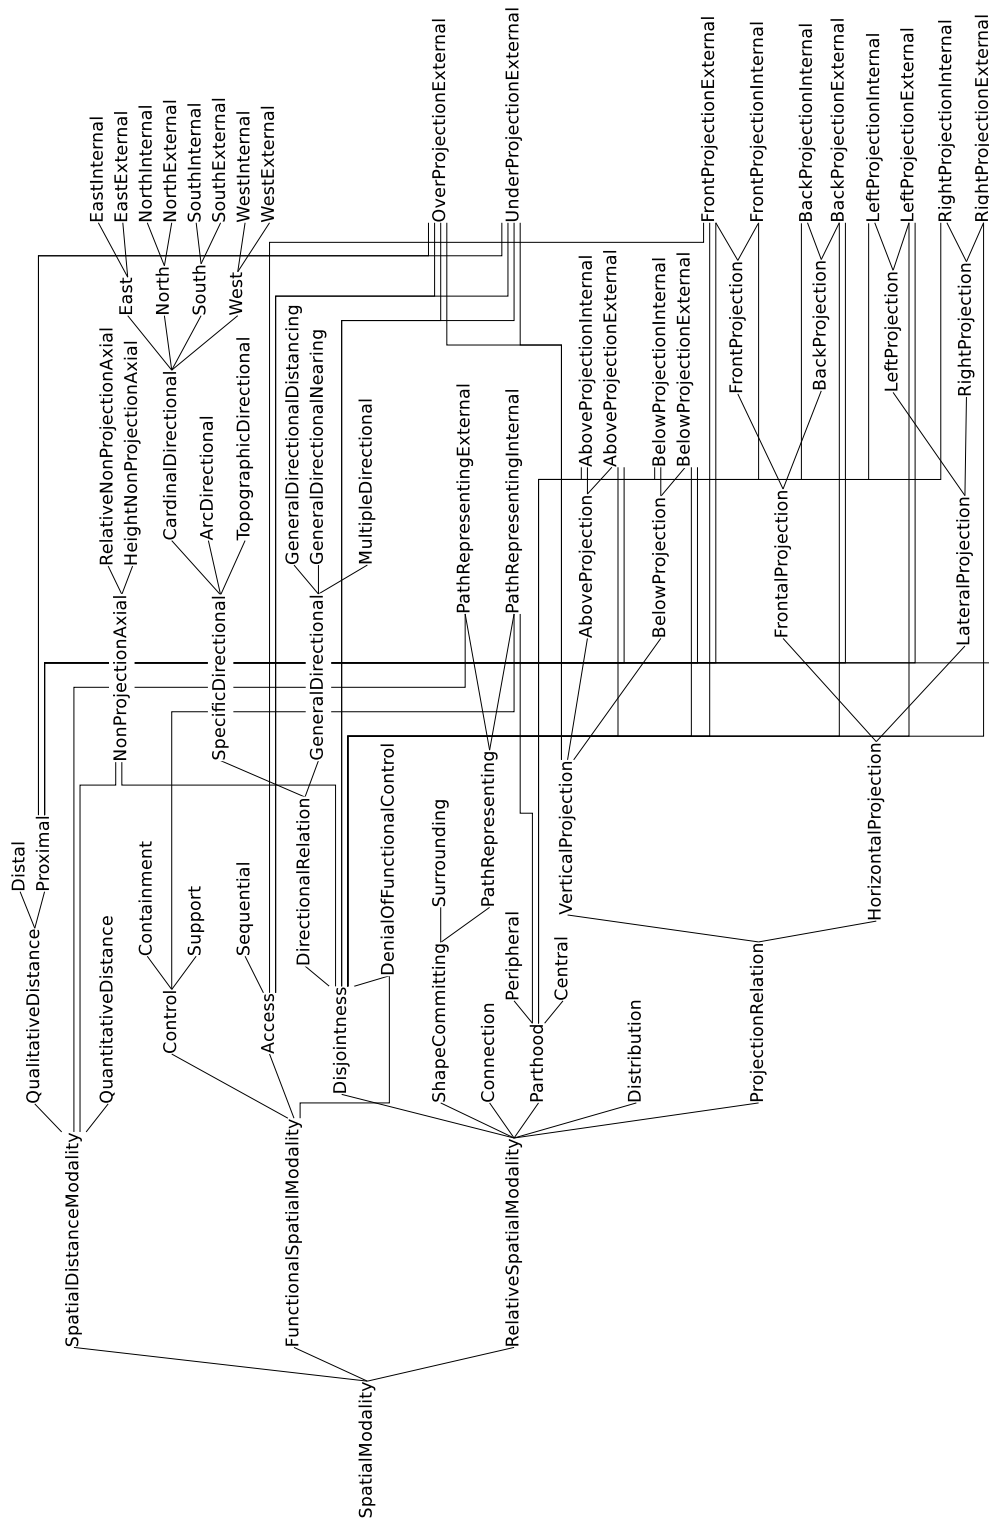 SpatialModality
SpatialDistanceModality
FunctionalSpatialModality
RelativeSpatialModality
QualitativeDistance
QuantitativeDistance
Control
Access
Disjointness
ShapeCommitting
Connection
Parthood
Distribution
ProjectionRelation
Distal
Proximal
Containment
Support
Sequential
DirectionalRelation
DenialOfFunctionalControl
Surrounding
PathRepresenting
Peripheral
Central
VerticalProjection
HorizontalProjection
NonProjectionAxial
SpecificDirectional
GeneralDirectional
PathRepresentingExternal
PathRepresentingInternal
AboveProjection
BelowProjection
FrontalProjection
LateralProjection
RelativeNonProjectionAxial
HeightNonProjectionAxial
CardinalDirectional
ArcDirectional
TopographicDirectional
GeneralDirectionalDistancing
GeneralDirectionalNearing
MultipleDirectional
AboveProjectionInternal
AboveProjectionExternal
BelowProjectionInternal
BelowProjectionExternal
FrontProjection
BackProjection
LeftProjection
RightProjection
East
North
South
West
EastInternal
EastExternal
NorthInternal
NorthExternal
SouthInternal
SouthExternal
WestInternal
WestExternal
OverProjectionExternal
UnderProjectionExternal
FrontProjectionExternal
FrontProjectionInternal
BackProjectionInternal
BackProjectionExternal
LeftProjectionInternal
LeftProjectionExternal
RightProjectionInternal
RightProjectionExternal